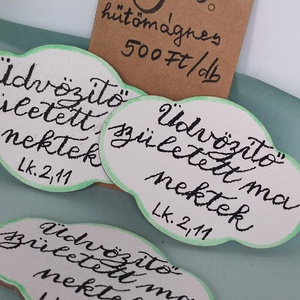 hűtőmágnes
500 Ft/db
Üdvözítő
született ma
nektek
Lk. 2,11
Üdvözítő
született
nektek
Lk. 2,11
Üdvözítő
született ma
nektek